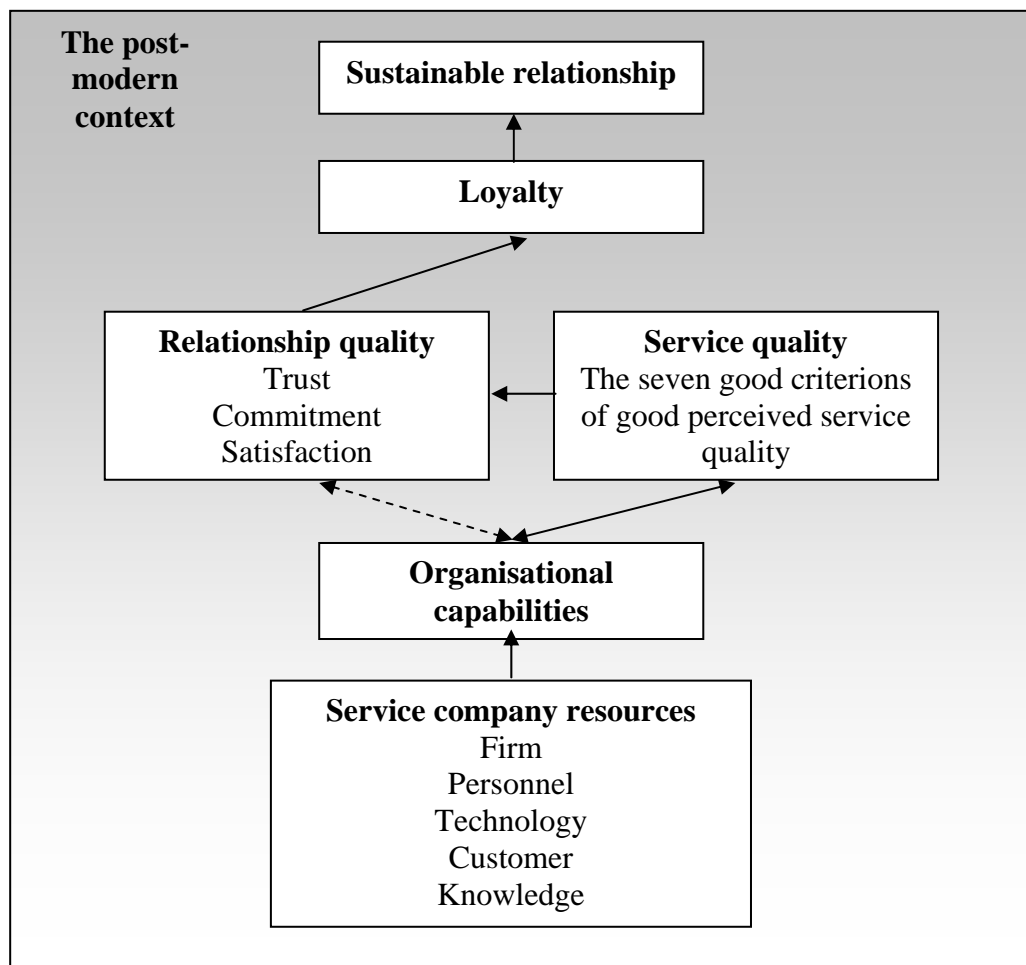 The post-
modern
context
Sustainable relationship
Loyalty
Relationship quality
Trust
Commitment
Satisfaction
Service quality
The seven good criterions
of good perceived service
quality
Organisational
capabilities
Service company resources
Firm
Personnel
Technology
Customer
Knowledge